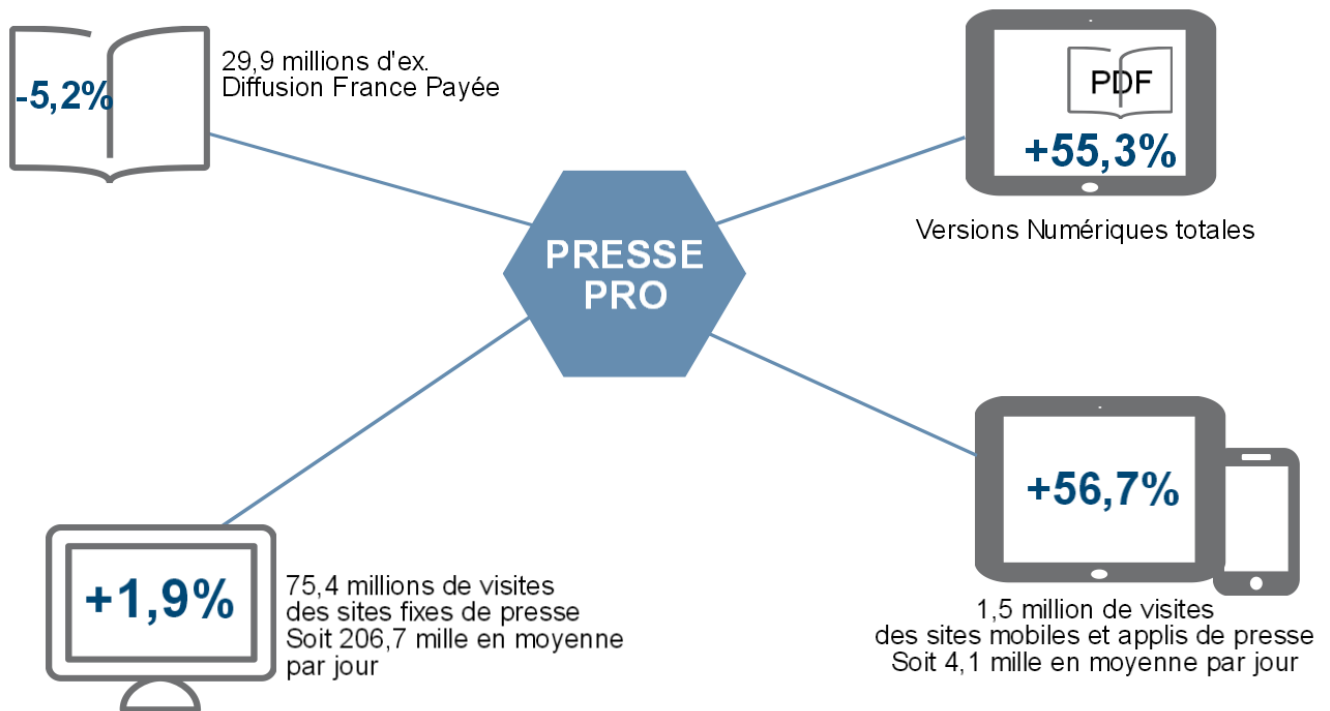 -5,2%
29,9 millions d'ex.
Diffusion France Payée
PDF
+55,3%
Versions Numériques totales
PRESSE
PRO
+1,9%
75,4 millions de visites
des sites fixes de presse
Soit 206,7 mille en moyenne
par jour
+56,7%
1,5 million de visites
des sites mobiles et applis de presse
Soit 4,1 mille en moyenne par jour